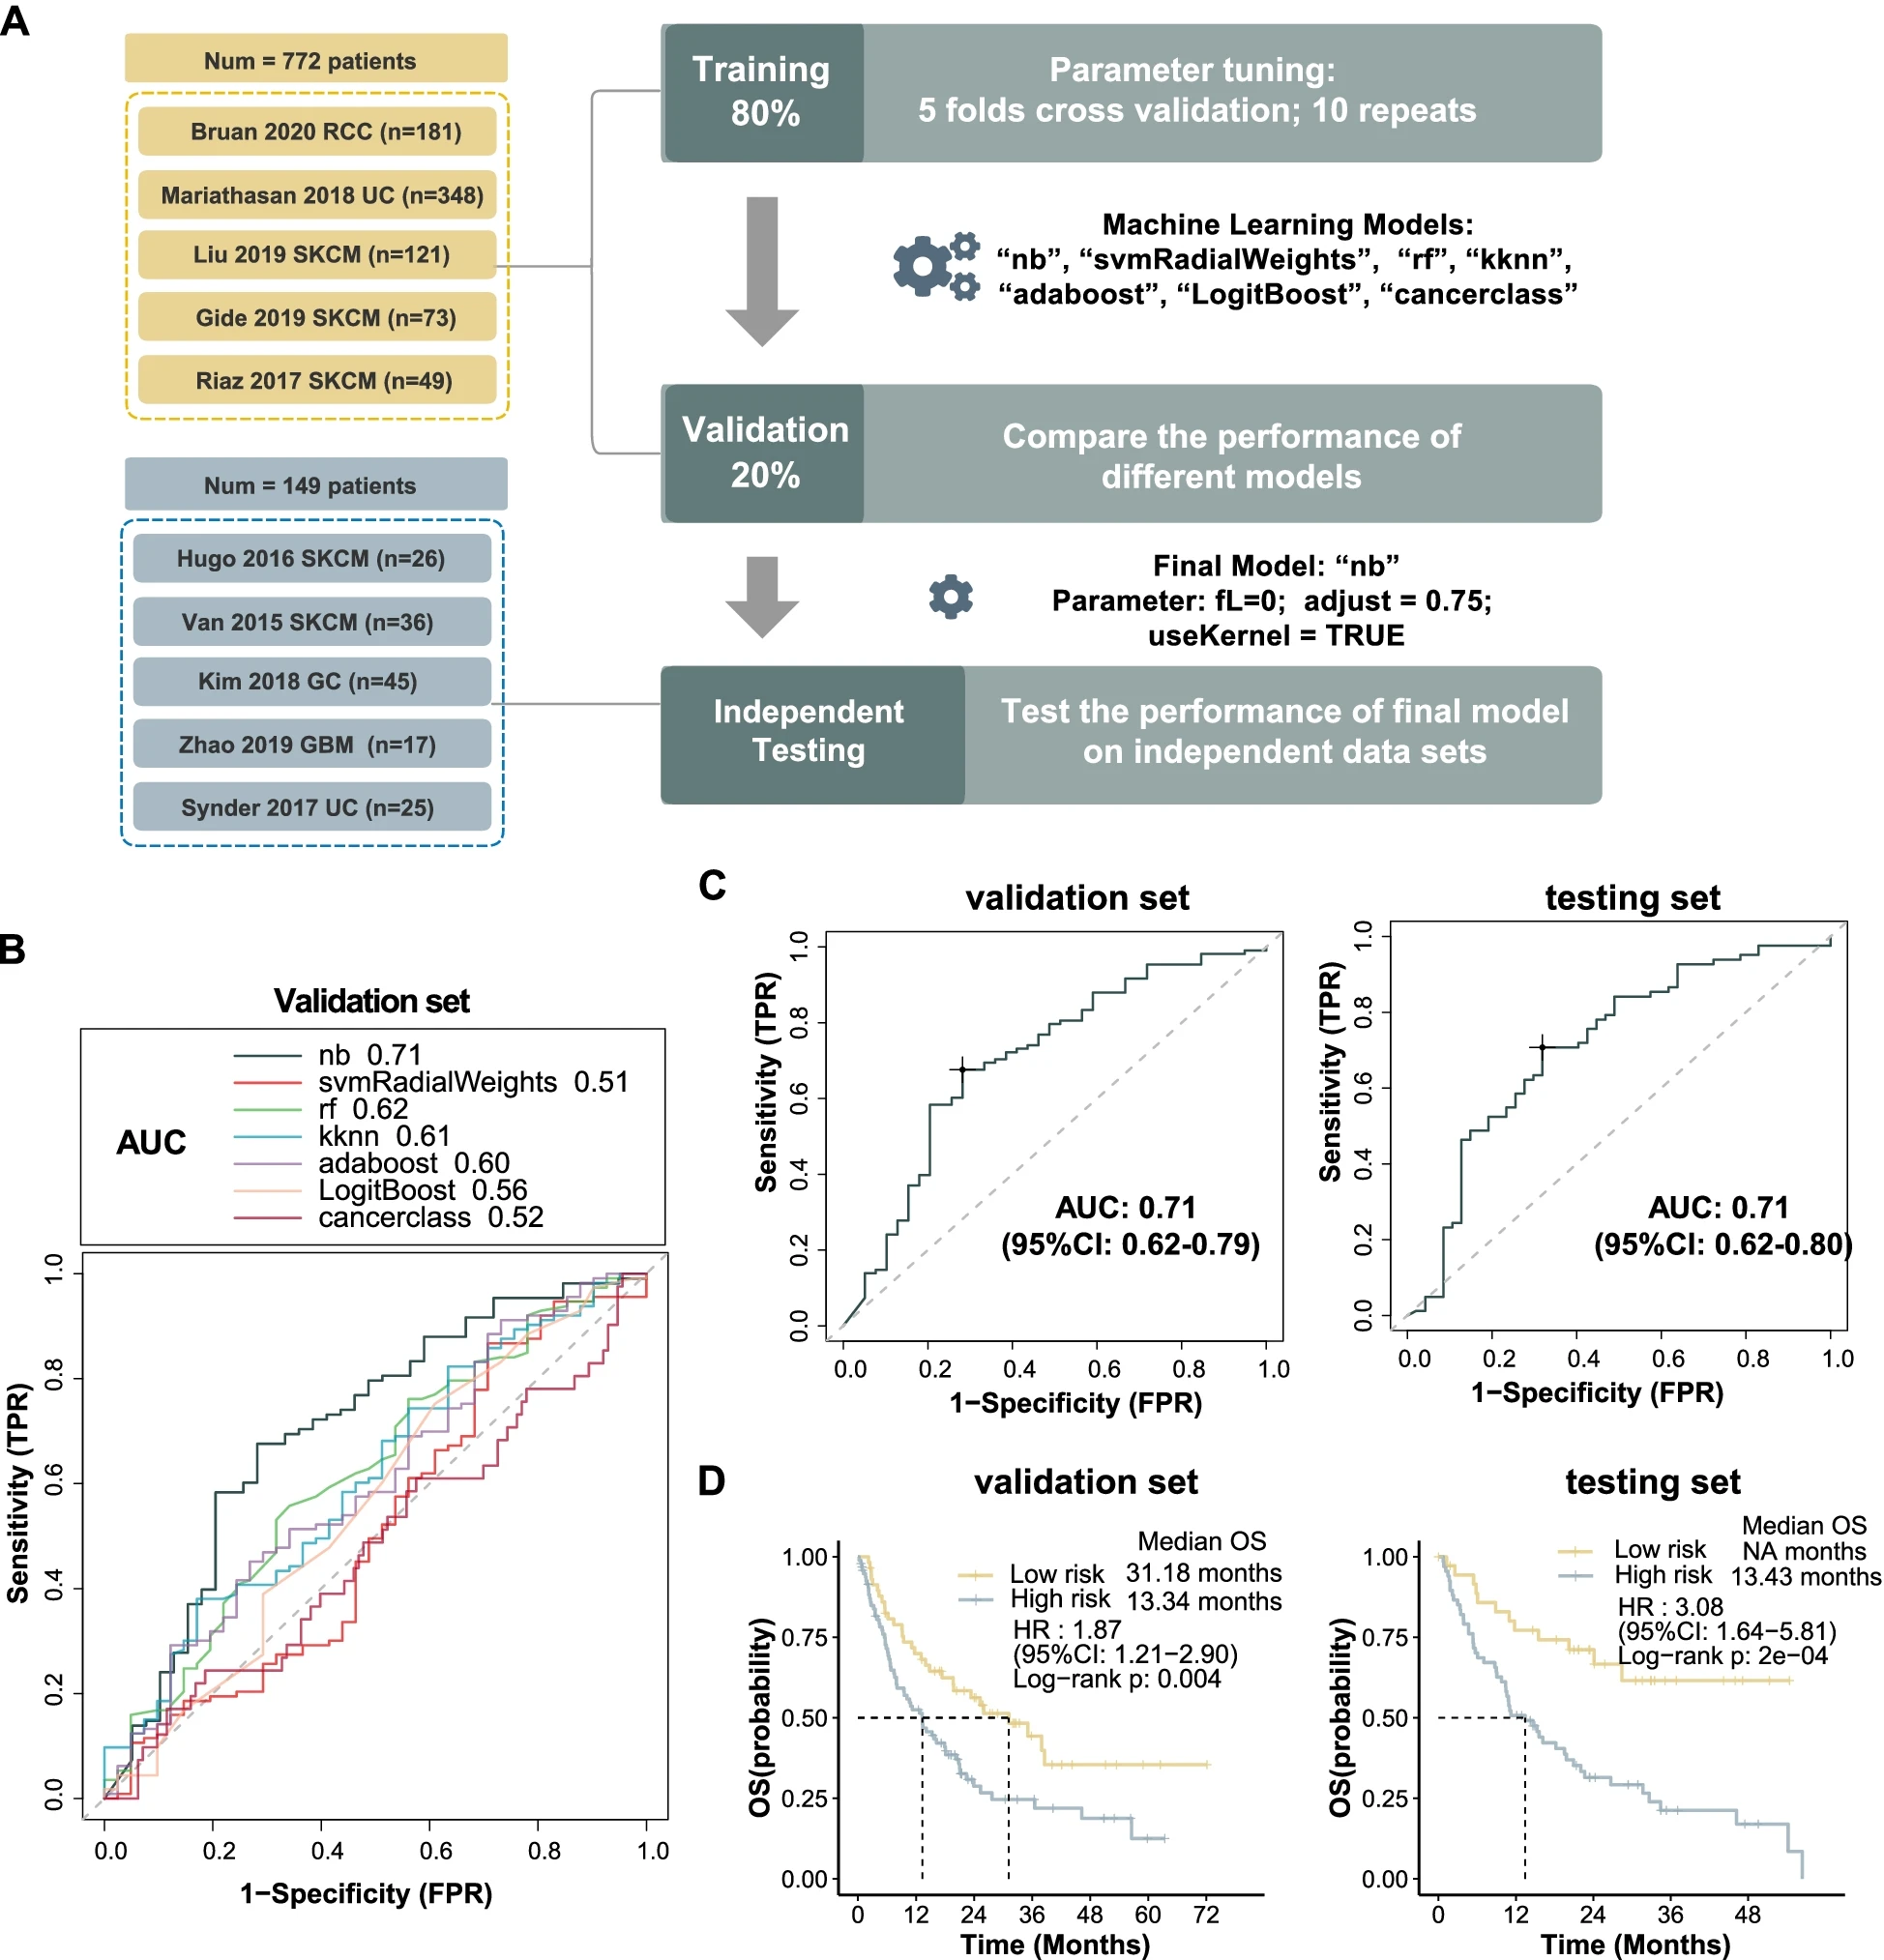 A
Num = 772 patients
Bruan 2020 RCC (n=181)
Mariathasan 2018 UC (n=348)
Liu 2019 SKCM (n=121)
Gide 2019 SKCM (n=73)
Riaz 2017 SKCM (n=49)
Num = 149 patients
Hugo 2016 SKCM (n=26)
Van 2015 SKCM (n=36)
Kim 2018 GC (n=45)
Zhao 2019 GBM (n=17)
Synder 2017 UC (n=25)
Training
80%
Parameter tuning:
5 folds cross validation; 10 repeats
Machine Learning Models:
“nb”, “svmRadialWeights”, “rf”, “kknn”,
“adaboost”, “LogitBoost”, “cancerclass”
Validation
20%
Compare the performance of
different models
Final Model: “nb”
Parameter: fL=0; adjust = 0.75;
useKernel = TRUE
Independent
Testing
Test the performance of final model
on independent data sets
B
Validation set
AUC
nb 0.71
svmRadialWeights 0.51
rf 0.62
kknn 0.61
adaboost 0.60
LogitBoost 0.56
cancerclass 0.52
Sensitivity (TPR)
1.0
0.8
0.6
0.4
0.2
0.0
0.0 0.2 0.4 0.6 0.8 1.0
1−Specificity (FPR)
C
validation set
Sensitivity (TPR)
1.0
0.8
0.6
0.4
0.2
0.0
AUC: 0.71
(95%CI: 0.62-0.79)
0.0 0.2 0.4 0.6 0.8 1.0
1−Specificity (FPR)
testing set
Sensitivity (TPR)
1.0
0.8
0.6
0.4
0.2
0.0
AUC: 0.71
(95%CI: 0.62-0.80)
0.0 0.2 0.4 0.6 0.8 1.0
1−Specificity (FPR)
D
validation set
Median OS
Low risk 31.18 months
High risk 13.34 months
HR : 1.87
(95%CI: 1.21−2.90)
Log−rank p: 0.004
OS(probability)
1.00
0.75
0.50
0.25
0.00
0 12 24 36 48 60 72
Time (Months)
testing set
Median OS
Low risk NA months
High risk 13.43 months
HR : 3.08
(95%CI: 1.64−5.81)
Log−rank p: 2e−04
OS(probability)
1.00
0.75
0.50
0.25
0.00
0 12 24 36 48
Time (Months)